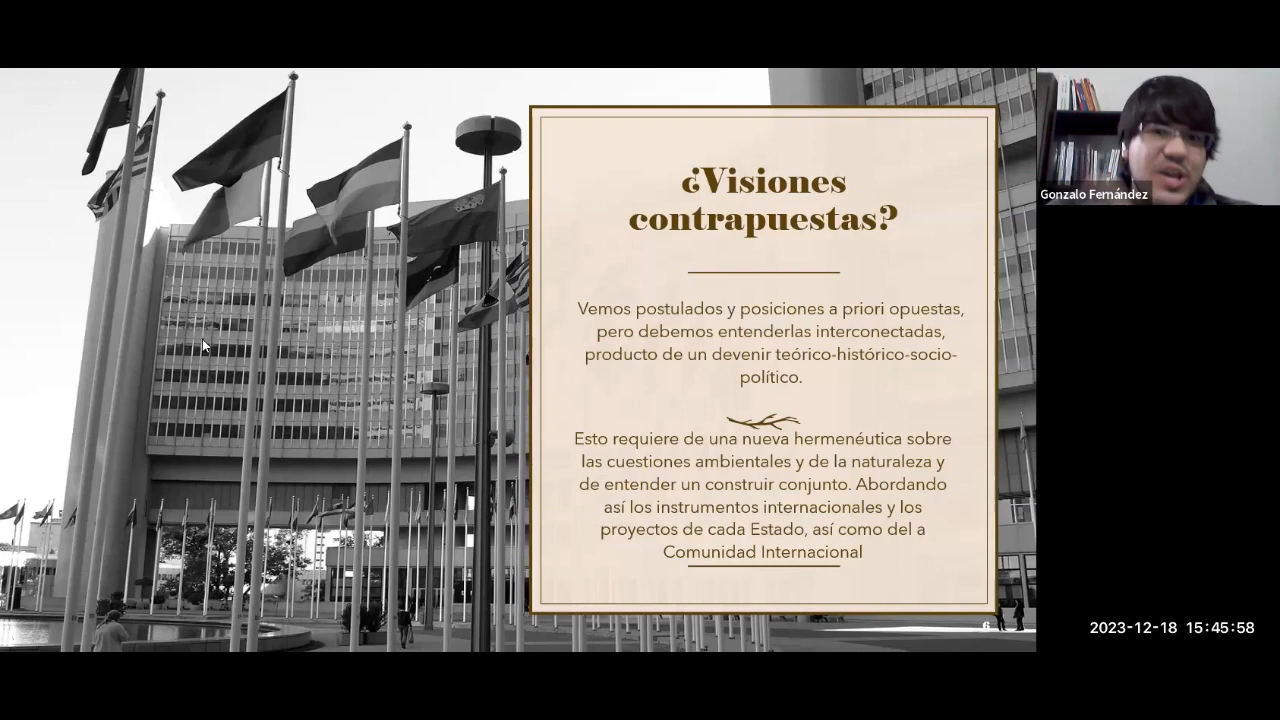 ¿Visiones
contrapuestas?
Vemos postulados y posiciones a priori opuestas,
pero debemos entenderlas interconectadas,
producto de un devenir teórico-histórico-socio-
político.
Esto requiere de una nueva hermenéutica sobre
las cuestiones ambientales y de la naturaleza y
de entender un construir conjunto. Abordando
así los instrumentos internacionales y los
proyectos de cada Estado, así como del a
Comunidad Internacional
6
Gonzalo Fernández
2023-12-18 15:45:58